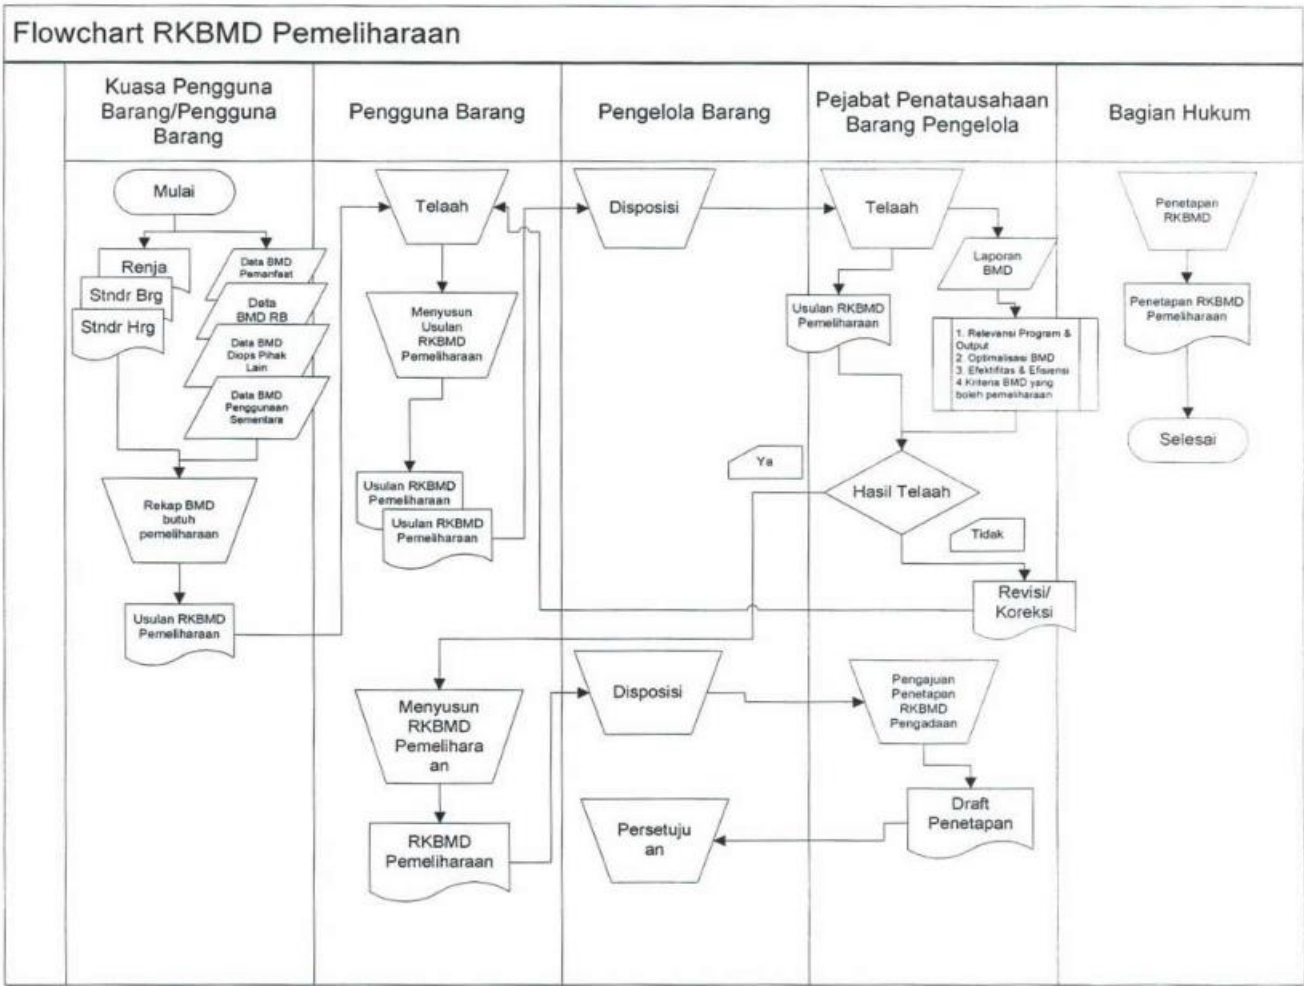 Flowchart RKBMD Pemeliharaan
Kuasa Pengguna
Barang/Pengguna
Barang
Pengguna Barang
Pengelola Barang
Pejabat Penatausahaan
Barang Pengelola
Bagian Hukum
Mulai
Renja
Stndr Brg
Stndr Hrg
Data BMD
Pemanfaat
Data
BMD RB
Data BMD
Diops Pihak
Lain
Data BMD
Penggunaan
Sementara
Rekap BMD
butuh
pemeliharaan
Usulan RKBMD
Pemeliharaan
Telaah
Menyusun
Usulan
RKBMD
Pemeliharaan
Usulan RKBMD
Pemeliharaan
Usulan RKBMD
Pemeliharaan
Disposisi
Telaah
Laporan
BMD
Usulan RKBMD
Pemeliharaan
1. Relevansi Program &
Output
2. Optimalisasi BMD
3. Efektifitas & Efisiensi
4.Kriteria BMD yang
boleh pemeliharaan
Hasil Telaah
Ya
Tidak
Revisi/
Koreksi
Menyusun
RKBMD
Pemelihara
an
RKBMD
Pemeliharaan
Disposisi
Pengajuan
Penetapan
RKBMD
Pengadaan
Draft
Penetapan
Persetuju
an
Penetapan
RKBMD
Penetapan RKBMD
Pemeliharaan
Selesai